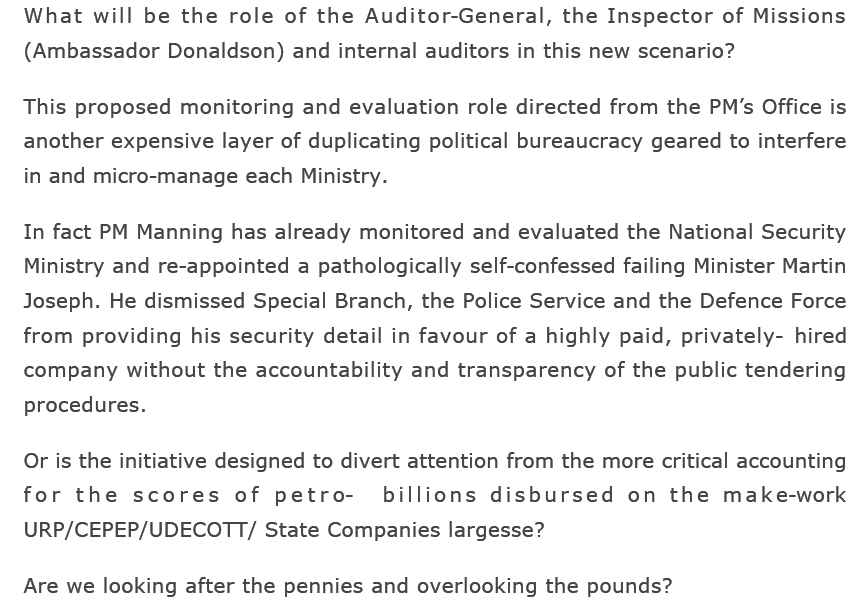 What will be the role of the Auditor-General, the Inspector of Missions
(Ambassador Donaldson) and internal auditors in this new scenario?
This proposed monitoring and evaluation role directed from the PM’s Office is
another expensive layer of duplicating political bureaucracy geared to interfere
in and micro-manage each Ministry.
In fact PM Manning has already monitored and evaluated the National Security
Ministry and re-appointed a pathologically self-confessed failing Minister Martin
Joseph. He dismissed Special Branch, the Police Service and the Defence Force
from providing his security detail in favour of a highly paid, privately- hired
company without the accountability and transparency of the public tendering
procedures.
Or is the initiative designed to divert attention from the more critical accounting
for the scores of petro- billions disbursed on the make-work
URP/CEPEP/UDECOTT/ State Companies largesse?
Are we looking after the pennies and overlooking the pounds?